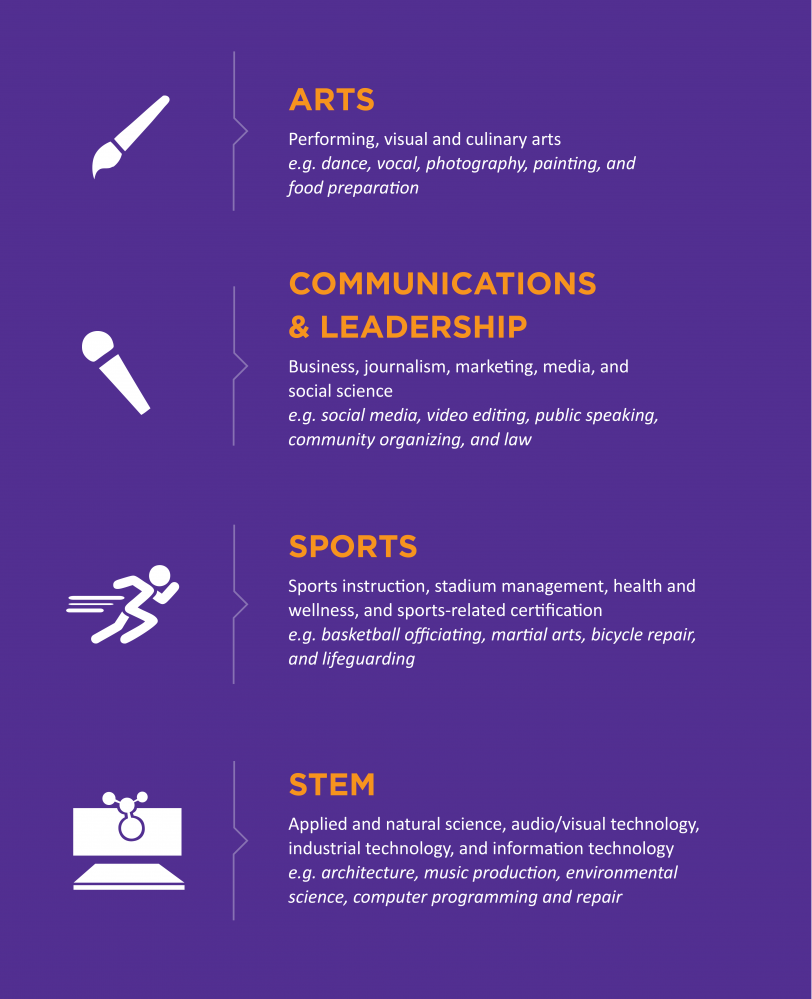 ARTS
Performing, visual and culinary arts
e.g. dance, vocal, photography, painting, and
food preparation
COMMUNICATIONS
& LEADERSHIP
Business, journalism, marketing, media, and
social science
e.g. social media, video editing, public speaking,
community organizing, and law
SPORTS
Sports instruction, stadium management, health and
wellness, and sports-related certification
e.g. basketball officiating, martial arts, bicycle repair,
and lifeguarding
STEM
Applied and natural science, audio/visual technology,
industrial technology, and information technology
e.g. architecture, music production, environmental
science, computer programming and repair